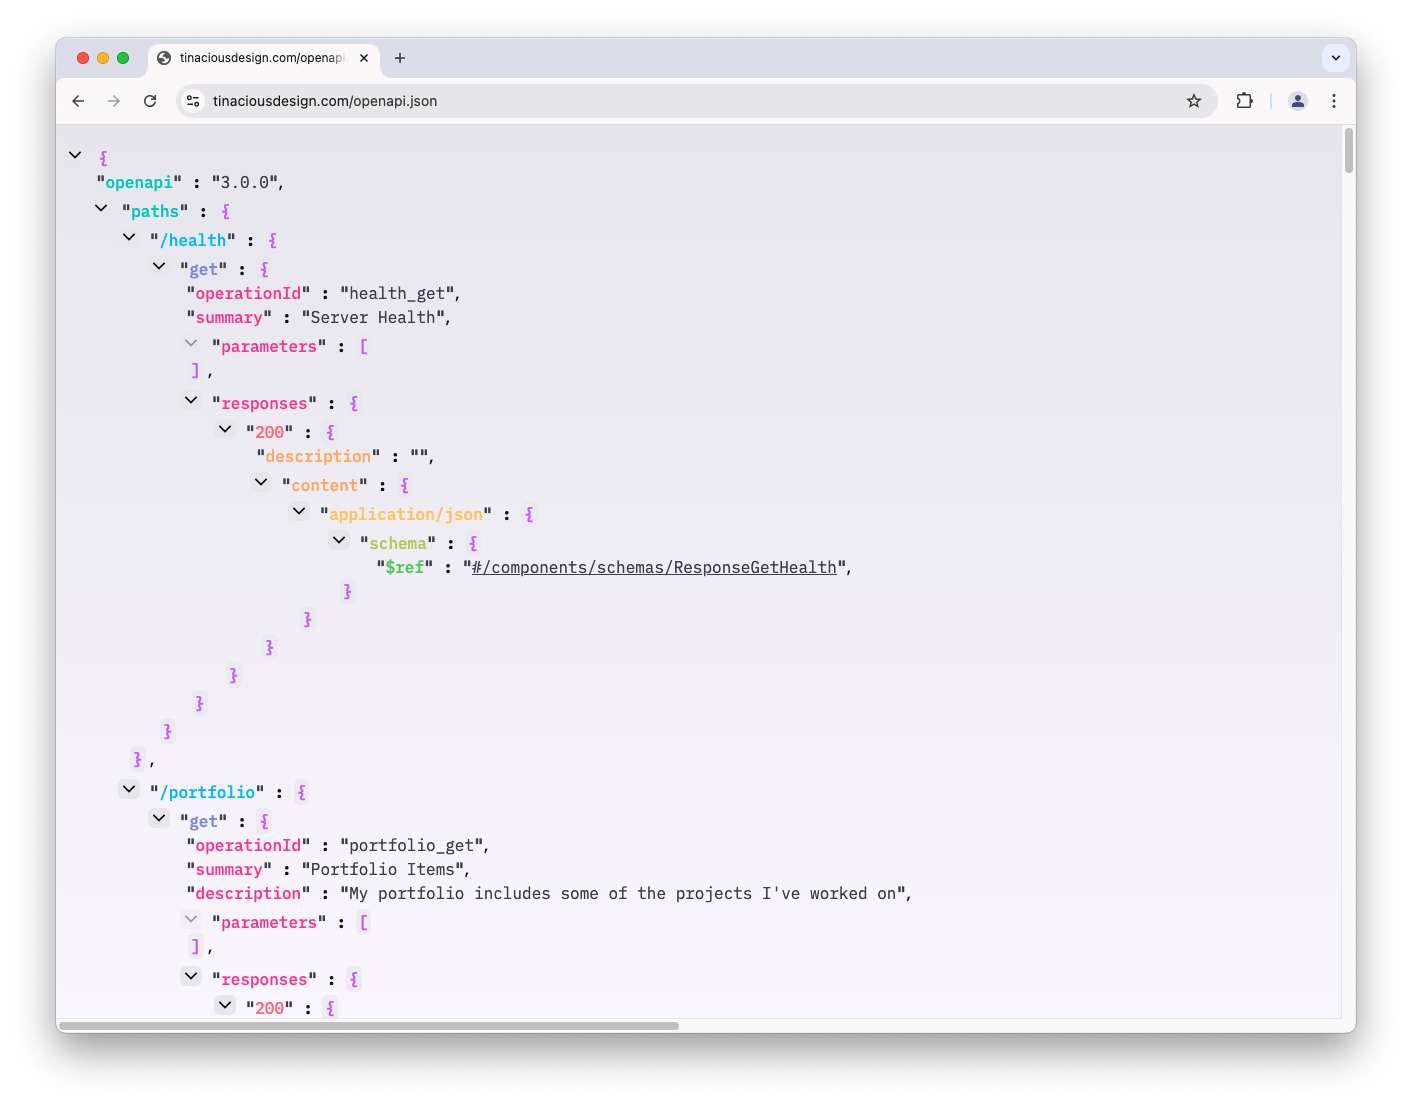 tinaciousdesign.com/openapi
tinaciousdesign.com/openapi.json
{
"openapi" : "3.0.0",
"paths" : {
"/health" : {
"get" : {
"operationId" : "health_get",
"summary" : "Server Health",
"parameters" : [
] ,
"responses" : {
"200" : {
"description" : "",
"content" : {
"application/json" : {
"schema" : {
"$ref" : "#/components/schemas/ResponseGetHealth",
}
}
}
}
}
}
} ,
"/portfolio" : {
"get" : {
"operationId" : "portfolio_get",
"summary" : "Portfolio Items",
"description" : "My portfolio includes some of the projects I've worked on",
"parameters" : [
] ,
"responses" : {
"200" : {